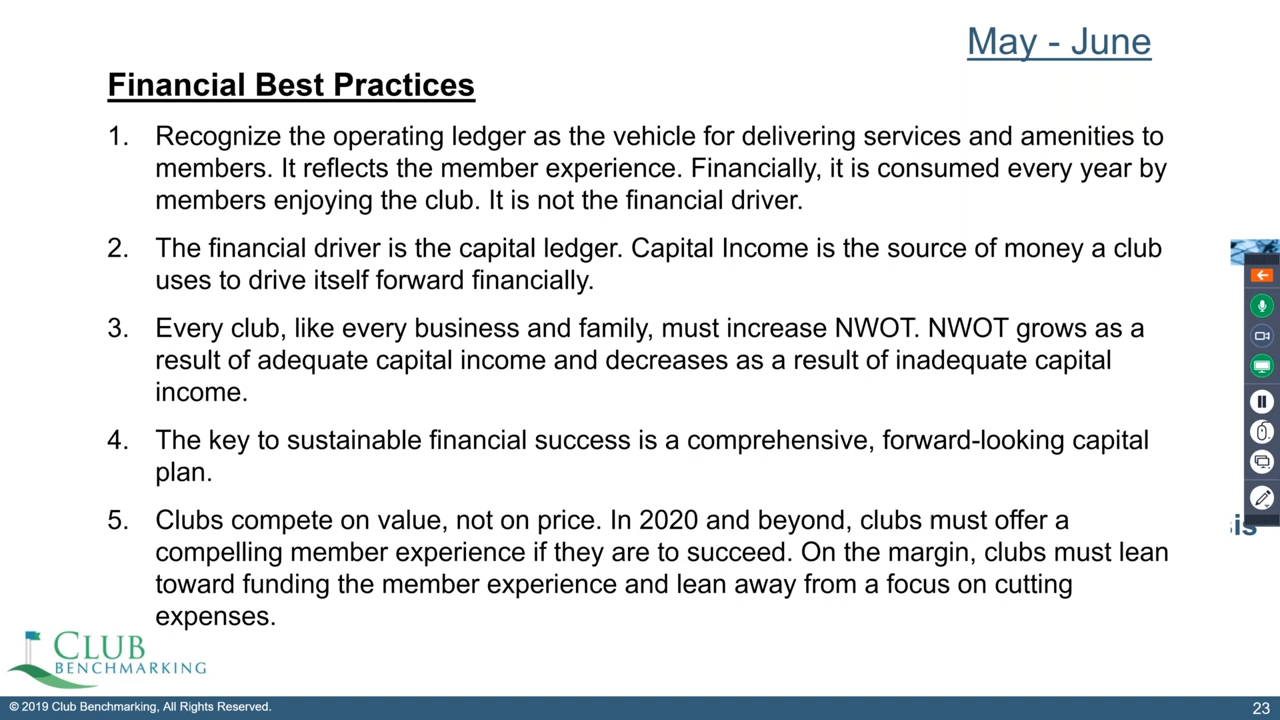 May - June
Financial Best Practices
1. Recognize the operating ledger as the vehicle for delivering services and amenities to
members. It reflects the member experience. Financially, it is consumed every year by
members enjoying the club. It is not the financial driver.
2. The financial driver is the capital ledger. Capital Income is the source of money a club
uses to drive itself forward financially.
3. Every club, like every business and family, must increase NWOT. NWOT grows as a
result of adequate capital income and decreases as a result of inadequate capital
income.
4. The key to sustainable financial success is a comprehensive, forward-looking capital
plan.
5. Clubs compete on value, not on price. In 2020 and beyond, clubs must offer a
compelling member experience if they are to succeed. On the margin, clubs must lean
toward funding the member experience and lean away from a focus on cutting
expenses.
CLUB
BENCHMARKING
© 2019 Club Benchmarking, All Rights Reserved.
23